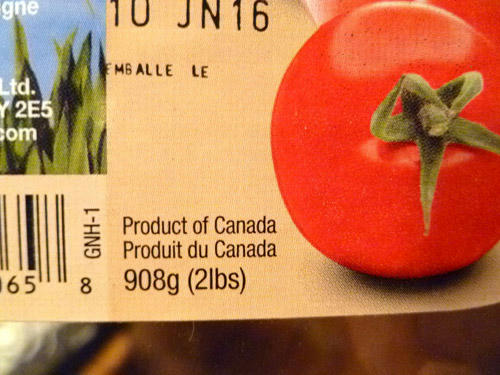 gne
10 JN16
EMBALLE LE
Ltd.
Y 2E5
com
GNH-1
Product of Canada
Produit du Canada
908g (2lbs)
065 8